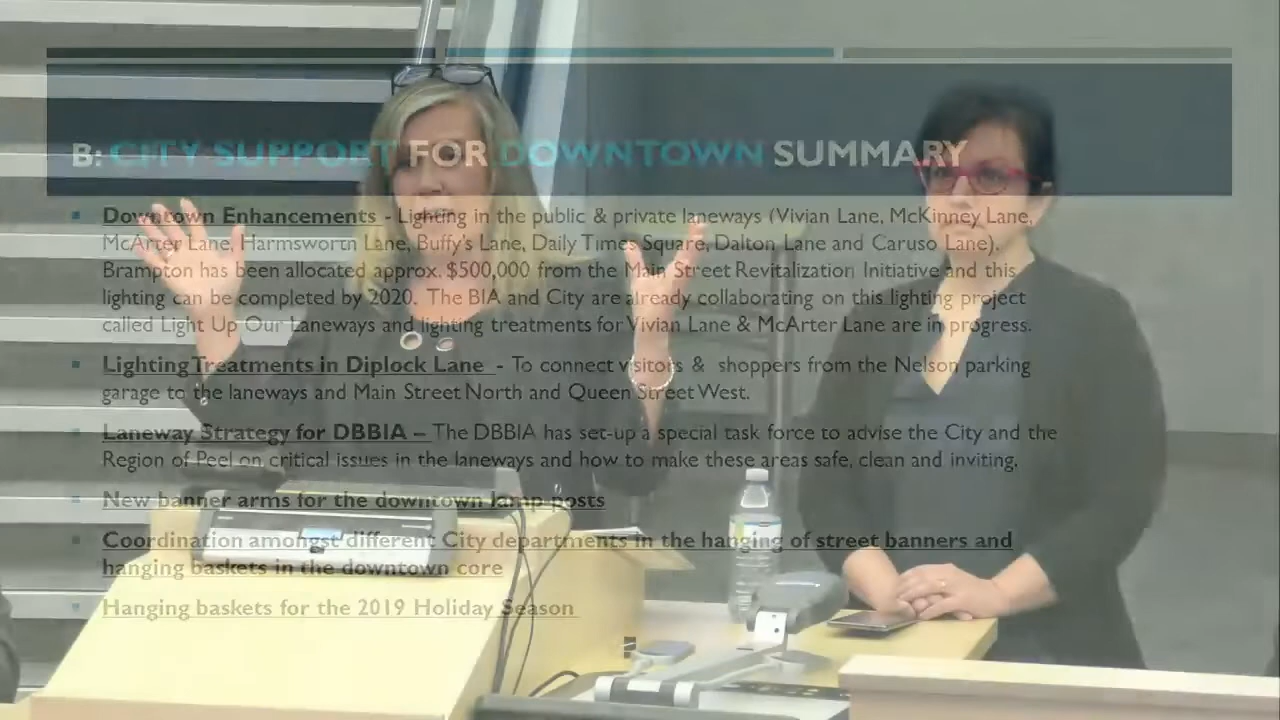 B: CITY SUPPORT FOR DOWNTOWN SUMMARY
Downtown Enhancements - Lighting in the public & private laneways (Vivian Lane, McKinney Lane,
McArter Lane, Harmsworth Lane, Buffy's Lane, Daily Times Square, Dalton Lane and Caruso Lane).
Brampton has been allocated approx. $500,000 from the Main Street Revitalization Initiative and this
lighting can be completed by 2020. The BIA and City are already collaborating on this lighting project
called Light Up Our Laneways and lighting treatments for Vivian Lane & McArter Lane are in progress.
Lighting Treatments in Diplock Lane - To connect visitors & shoppers from the Nelson parking
garage to the laneways and Main Street North and Queen Street West.
Laneway Strategy for DBBIA – The DBBIA has set-up a special task force to advise the City and the
Region of Peel on critical issues in the laneways and how to make these areas safe, clean and inviting.
New banner arms for the downtown lamp posts
Coordination amongst different City departments in the hanging of street banners and
hanging baskets in the downtown core
Hanging baskets for the 2019 Holiday Season